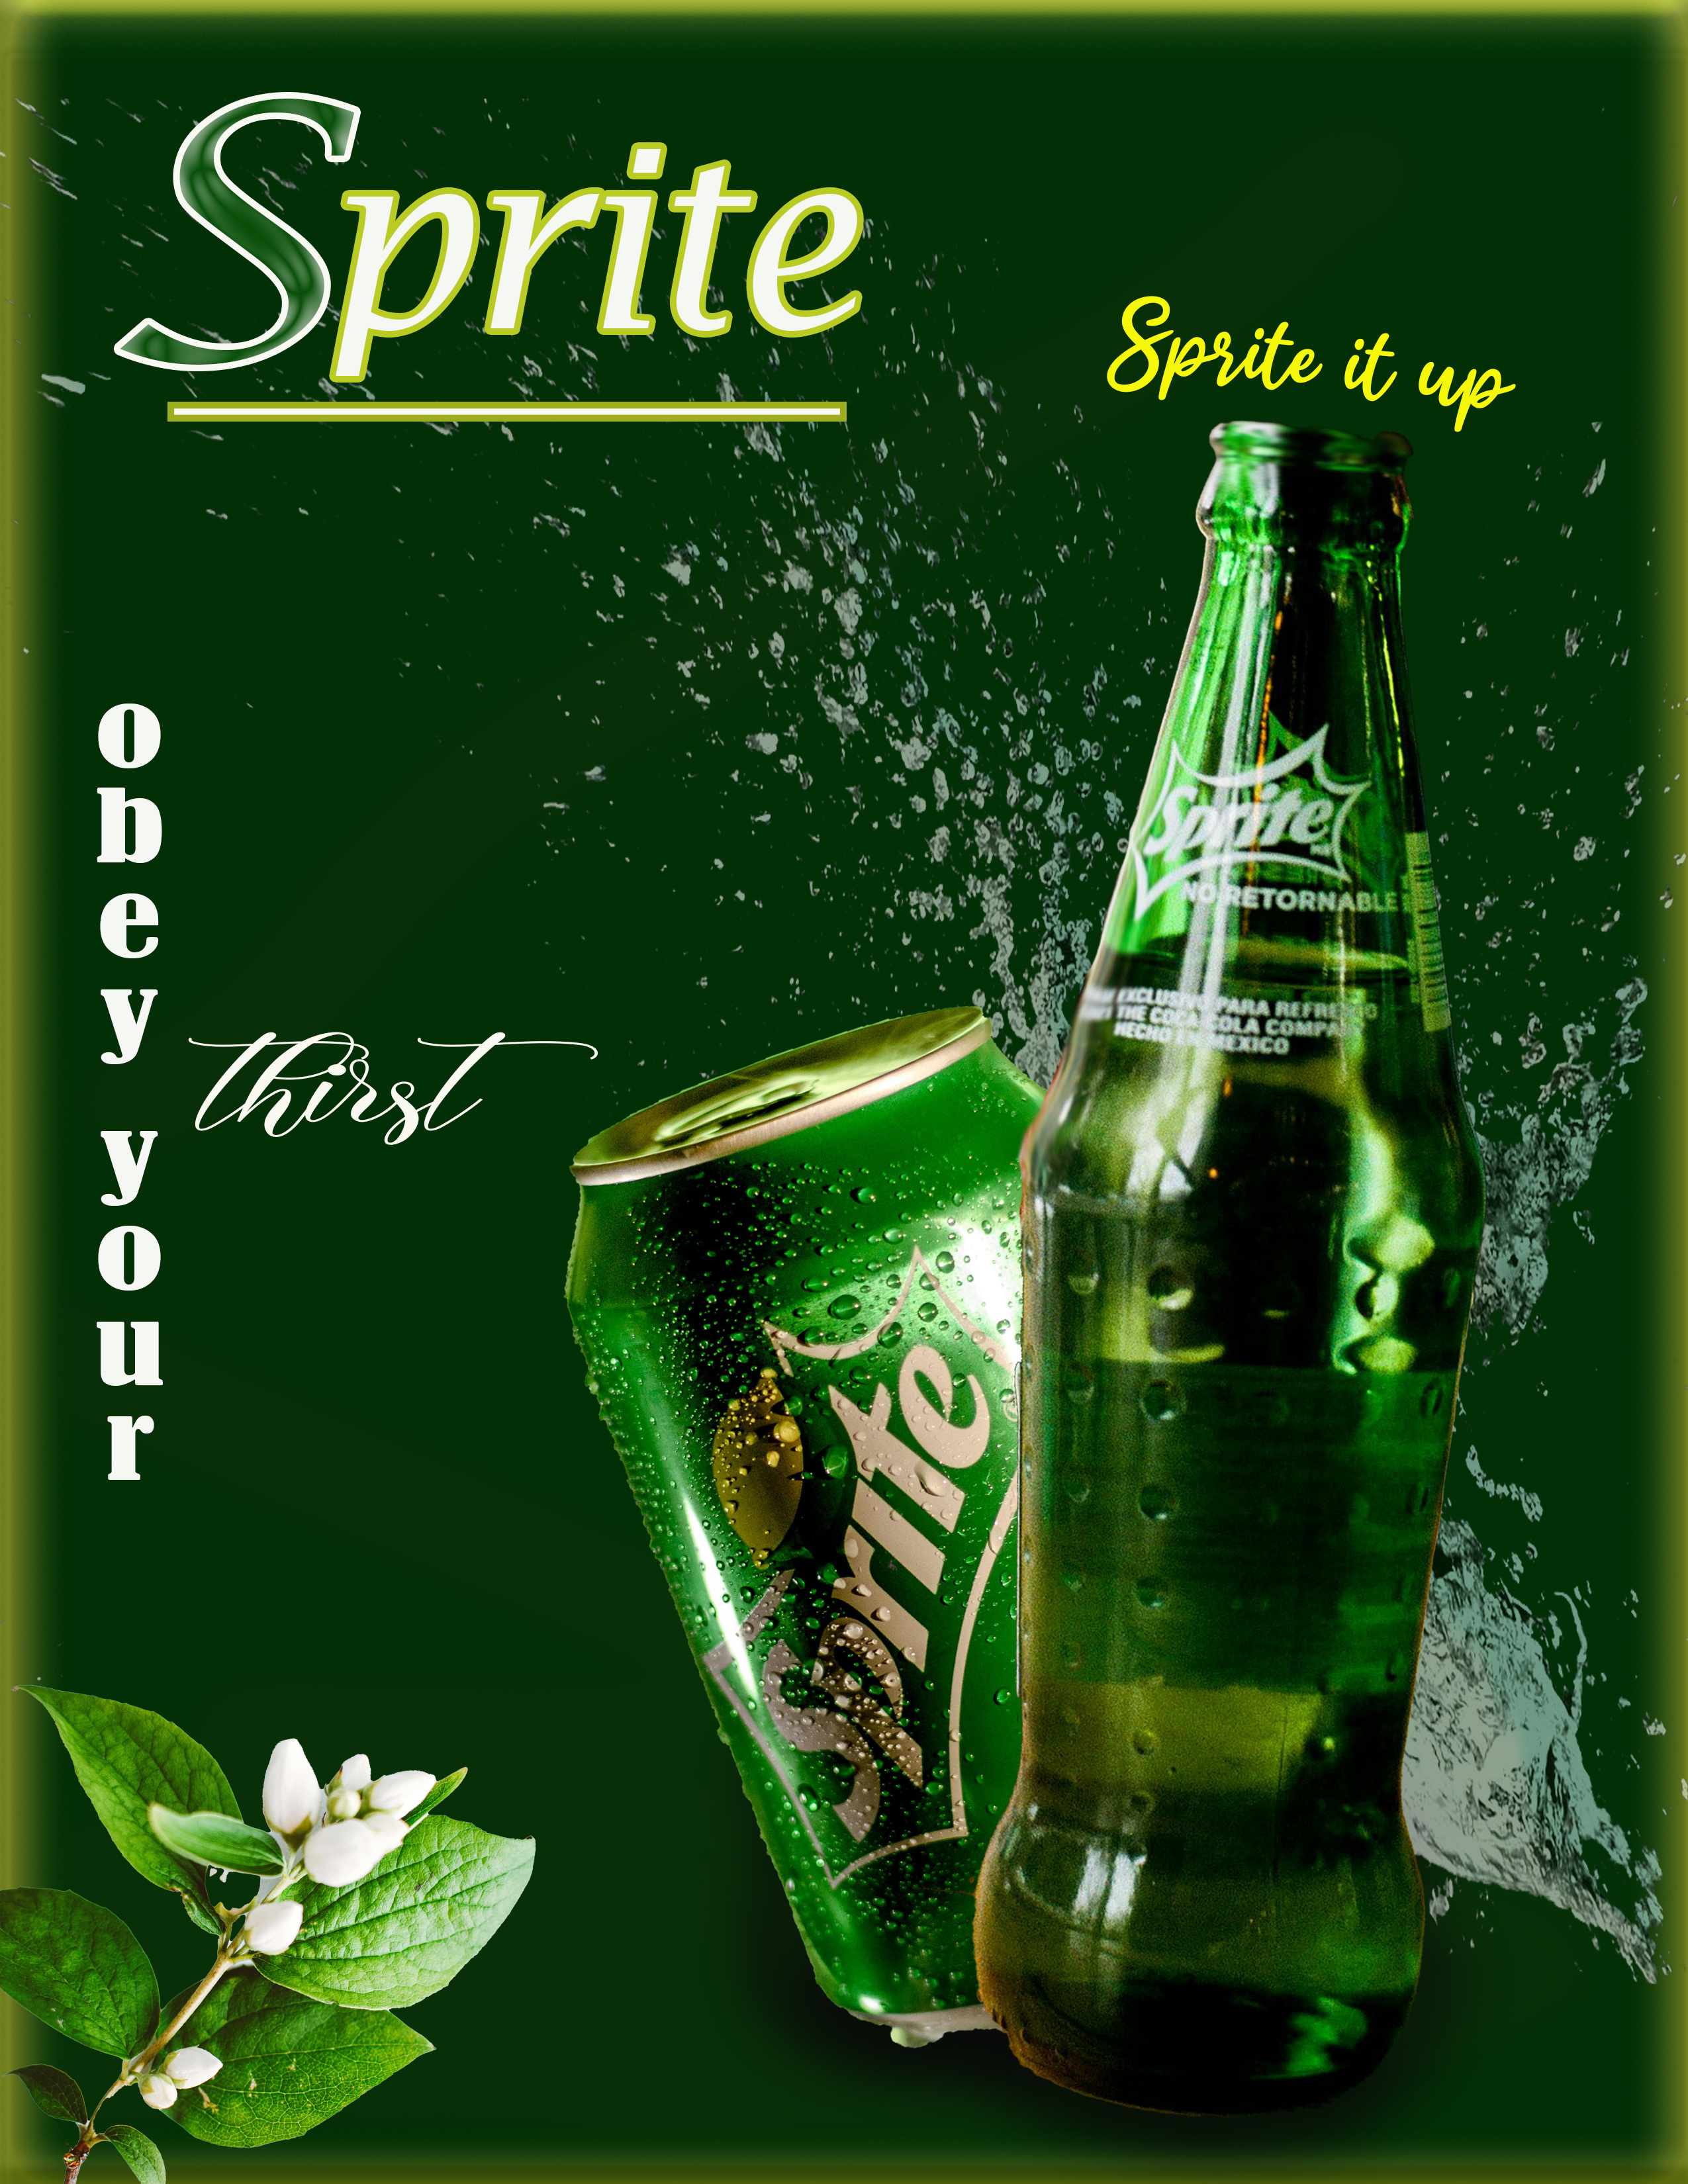 Sprite
Sprite it up
obey your
thirst
Sprite
NO RETORNABLE
EXCLUSIVO PARA REFRESCO
THE COCA-COLA COMPANY
HECHO EN MEXICO
Sprite